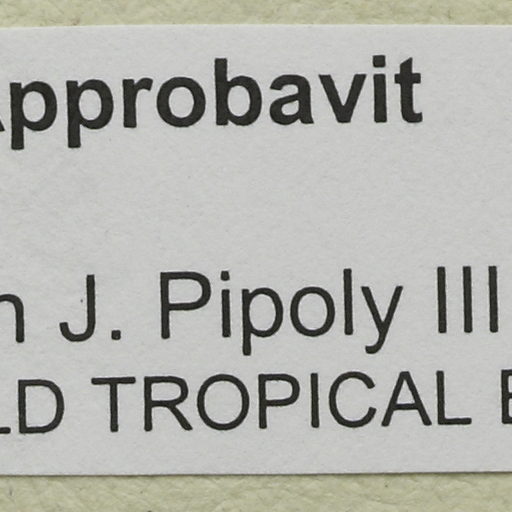 Approbavit
n J. Pipoly III
LD TROPICAL